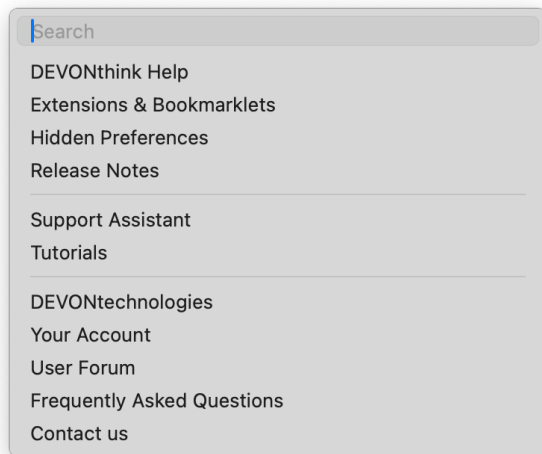 Search
DEVONthink Help
Extensions & Bookmarklets
Hidden Preferences
Release Notes
Support Assistant
Tutorials
DEVONtechnologies
Your Account
User Forum
Frequently Asked Questions
Contact us